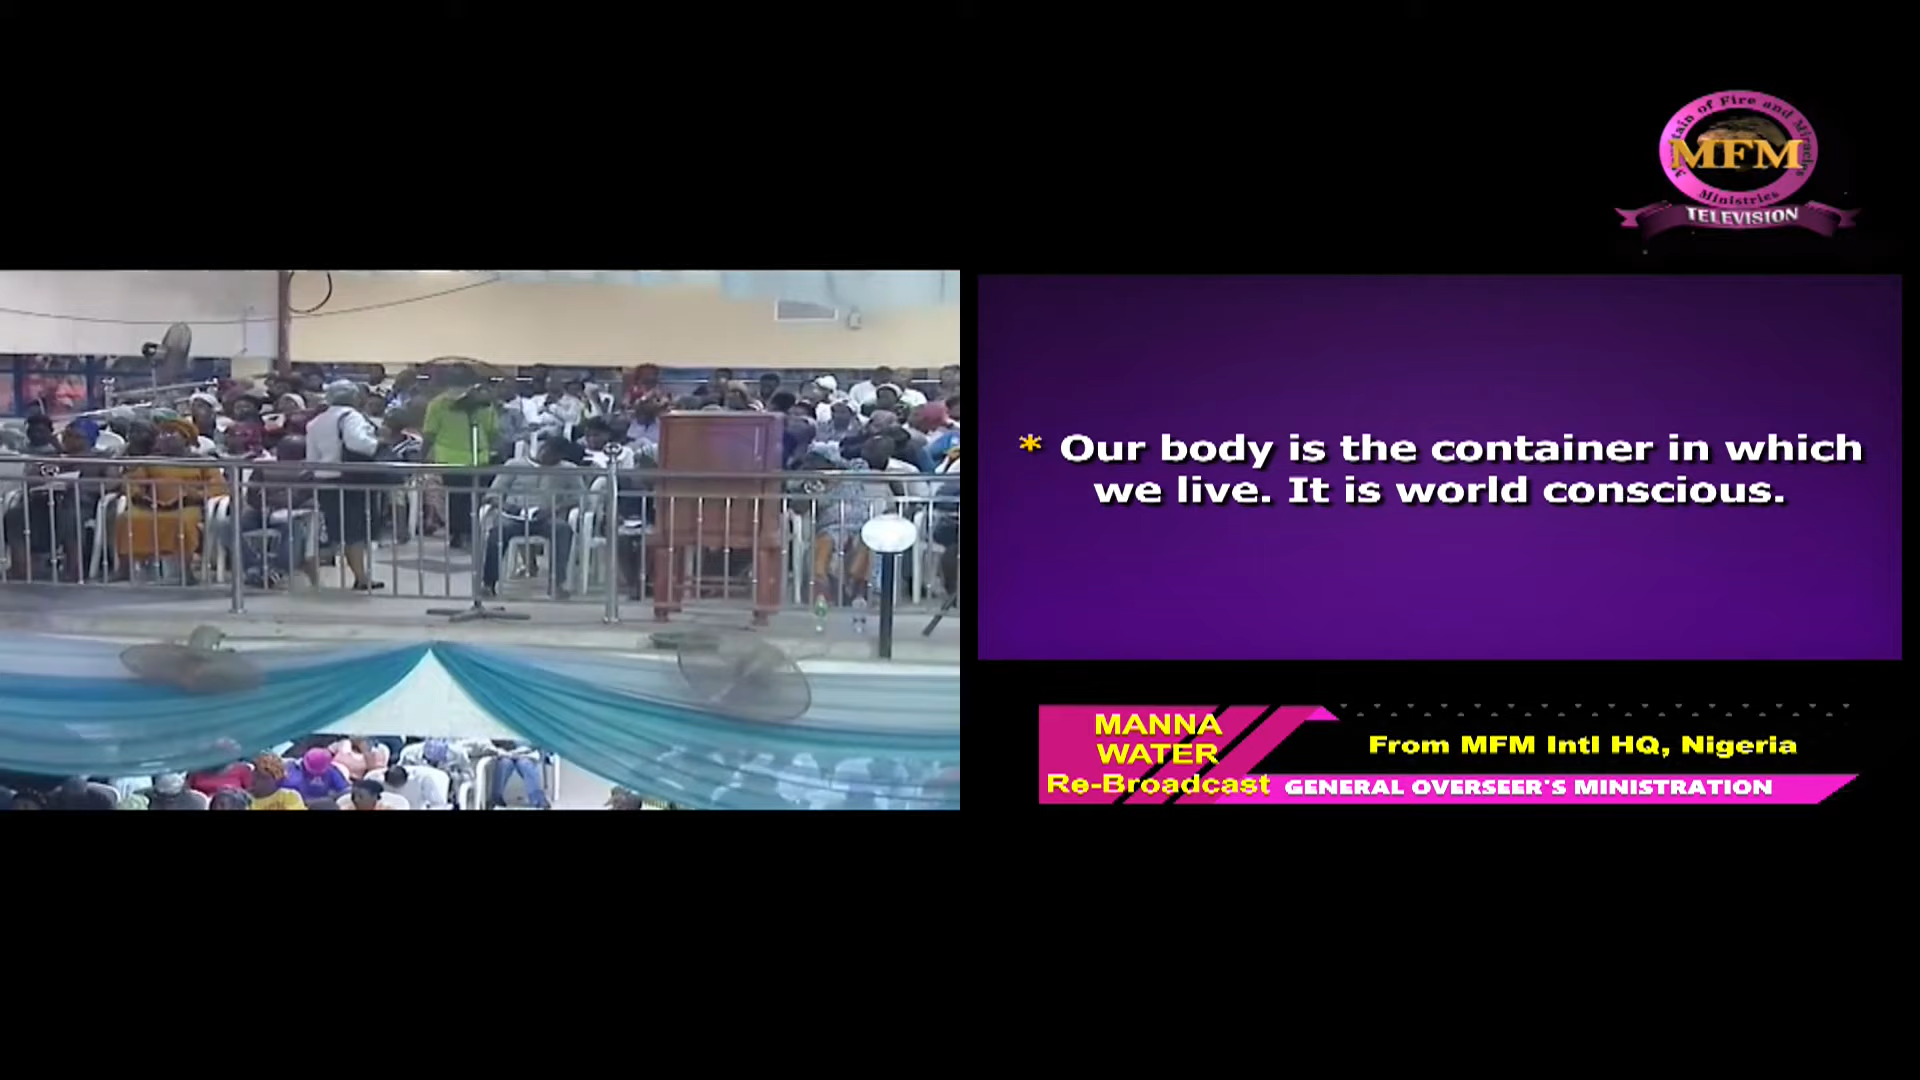 Mountain of Fire and Miracles
MFM
Ministries
TELEVISION
* Our body is the container in which
we live. It is world conscious.
MANNA
WATER
Re-Broadcast
From MFM Intl HQ, Nigeria
GENERAL OVERSEER'S MINISTRATION